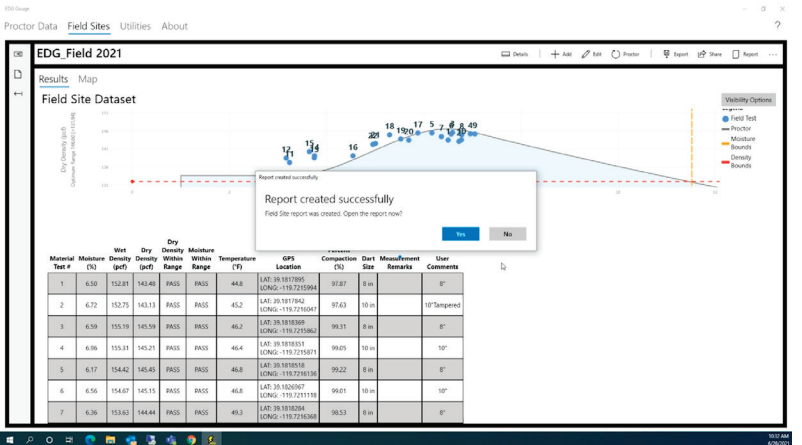 EDG Gauge
Proctor Data Field Sites Utilities About ?
EDG_Field 2021
Details + Add Edit Proctor Export Share Report ...
Results Map
Field Site Dataset
Visibility Options
Field Test
Proctor
Moisture Bounds
Density Bounds
Dry Density (pcf)
12 11 15 16 18 19 20 17 5 7 8 49
Report created successfully
Report created successfully
Field Site report was created. Open the report now?
Yes No
Material Test # Moisture (%) Wet Density (pcf) Dry Density (pcf) Dry Density Within Range Moisture Within Range Temperature (°F) GPS Location Compaction (%) Dart Size Measurement Remarks User Comments
1 6.50 152.81 143.48 PASS PASS 44.8 LAT: 39.1817895 LONG: -119.7215994 97.87 8 in 8"
2 6.72 152.75 143.13 PASS PASS 45.2 LAT: 39.1817842 LONG: -119.7216047 97.63 10 in 10"Tampered
3 6.59 155.19 145.59 PASS PASS 46.2 LAT: 39.1818369 LONG: -119.7215862 99.31 8 in 8"
4 6.96 155.31 145.21 PASS PASS 46.4 LAT: 39.1818351 LONG: -119.7215871 99.05 10 in 10"
5 6.17 154.42 145.45 PASS PASS 46.8 LAT: 39.1818518 LONG: -119.7216136 99.22 8 in 8"
6 6.56 154.67 145.15 PASS PASS 46.8 LAT: 39.1826967 LONG: -119.7211118 99.01 10 in 10"
7 6.36 153.63 144.44 PASS PASS 49.3 LAT: 39.1818284 LONG: -119.7216368 98.53 8 in 8"
10:32 AM
6/28/2021